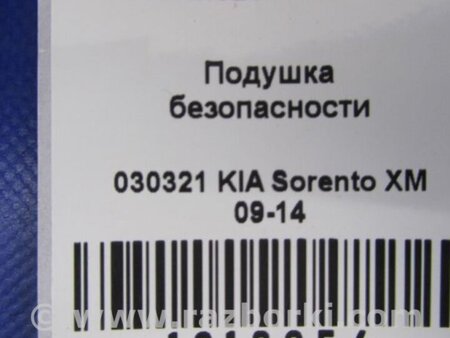 Подушка
безопасности
030321 KIA Sorento XM
09-14
© www.razborki.com